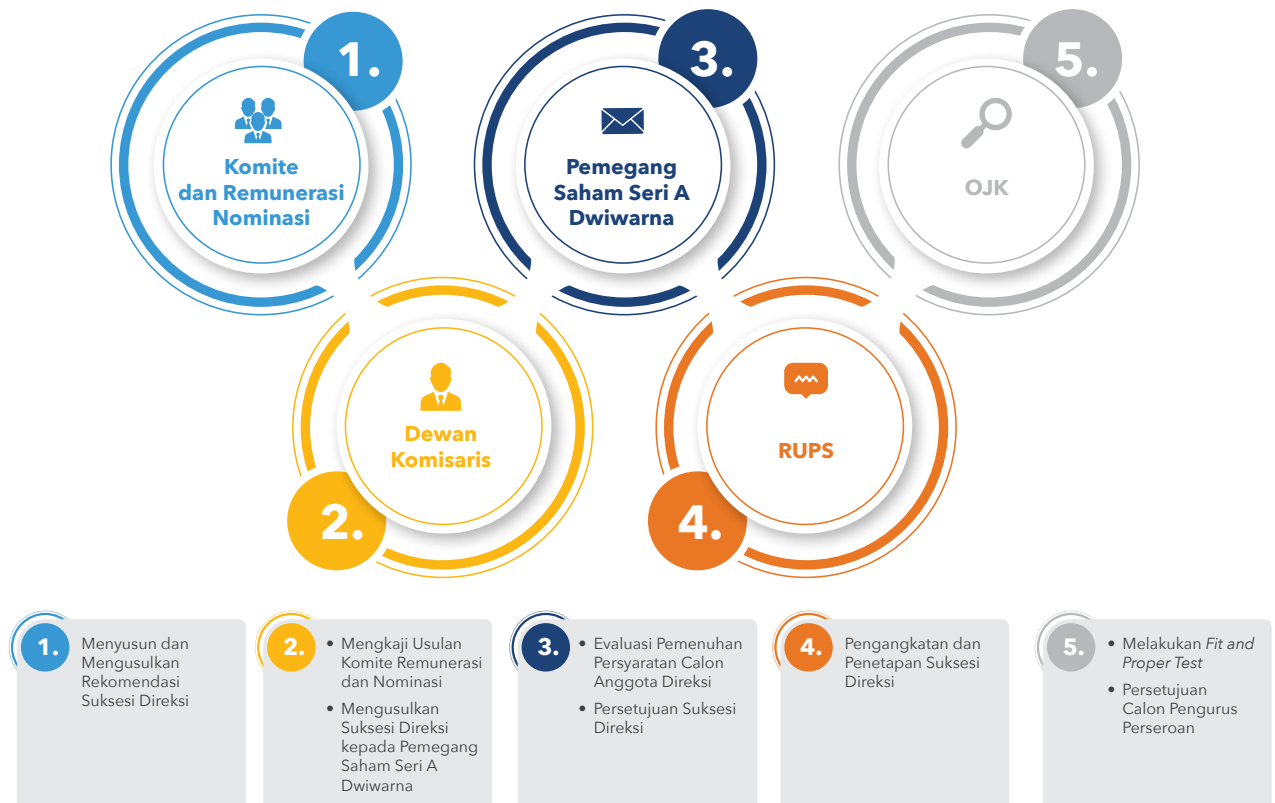 1.
Komite
dan Remunerasi
Nominasi
2.
Dewan
Komisaris
3.
Pemegang
Saham Seri A
Dwiwarna
4.
RUPS
5.
OJK
1.
Menyusun dan
Mengusulkan
Rekomendasi
Suksesi Direksi
2.
• Mengkaji Usulan
Komite Remunerasi
dan Nominasi
• Mengusulkan
Suksesi Direksi
kepada Pemegang
Saham Seri A
Dwiwarna
3.
• Evaluasi Pemenuhan
Persyaratan Calon
Anggota Direksi
• Persetujuan Suksesi
Direksi
4.
Pengangkatan dan
Penetapan Suksesi
Direksi
5.
• Melakukan Fit and
Proper Test
• Persetujuan
Calon Pengurus
Perseroan